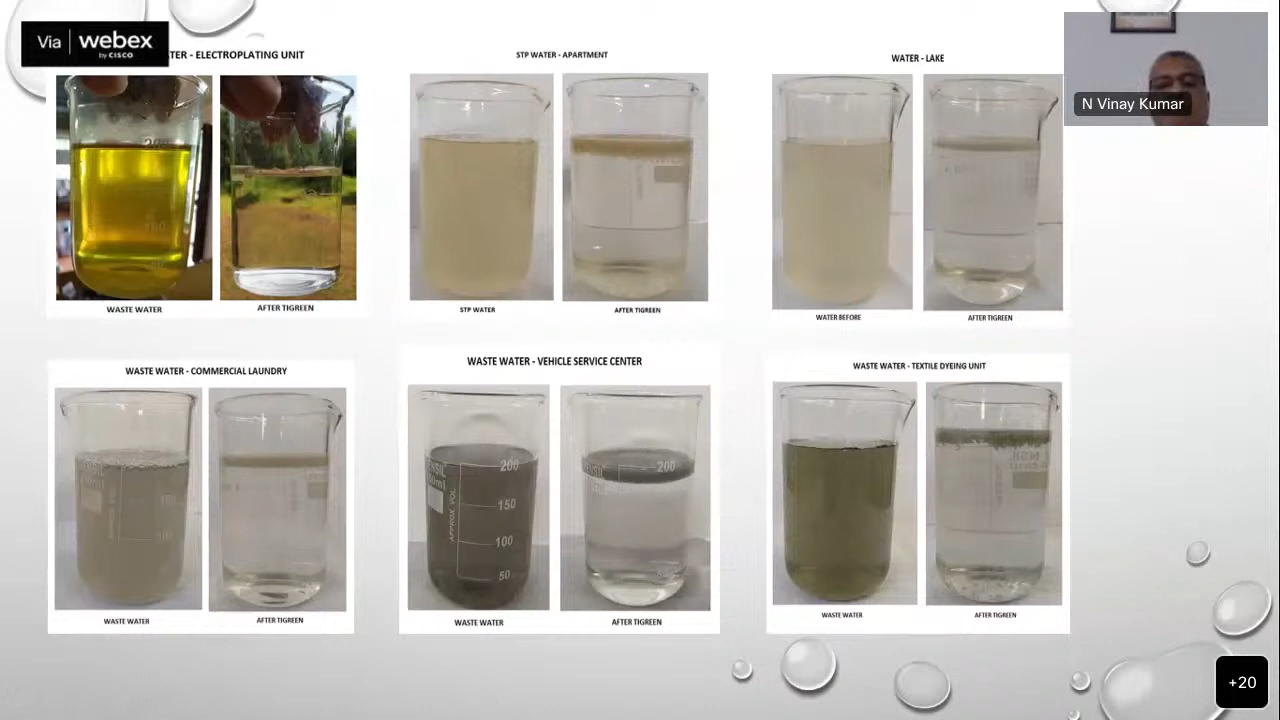 Via webex
by CISCO
TER - ELECTROPLATING UNIT
STP WATER - APARTMENT
WATER - LAKE
N Vinay Kumar
WASTE WATER
AFTER TIGREEN
STP WATER
AFTER TIGREEN
WATER BEFORE
AFTER TIGREEN
WASTE WATER - COMMERCIAL LAUNDRY
WASTE WATER - VEHICLE SERVICE CENTER
WASTE WATER - TEXTILE DYEING UNIT
200
150
100
50
APPROX. VOL.
200
WASTE WATER
AFTER TIGREEN
WASTE WATER
AFTER TIGREEN
WASTE WATER
AFTER TIGREEN
+20